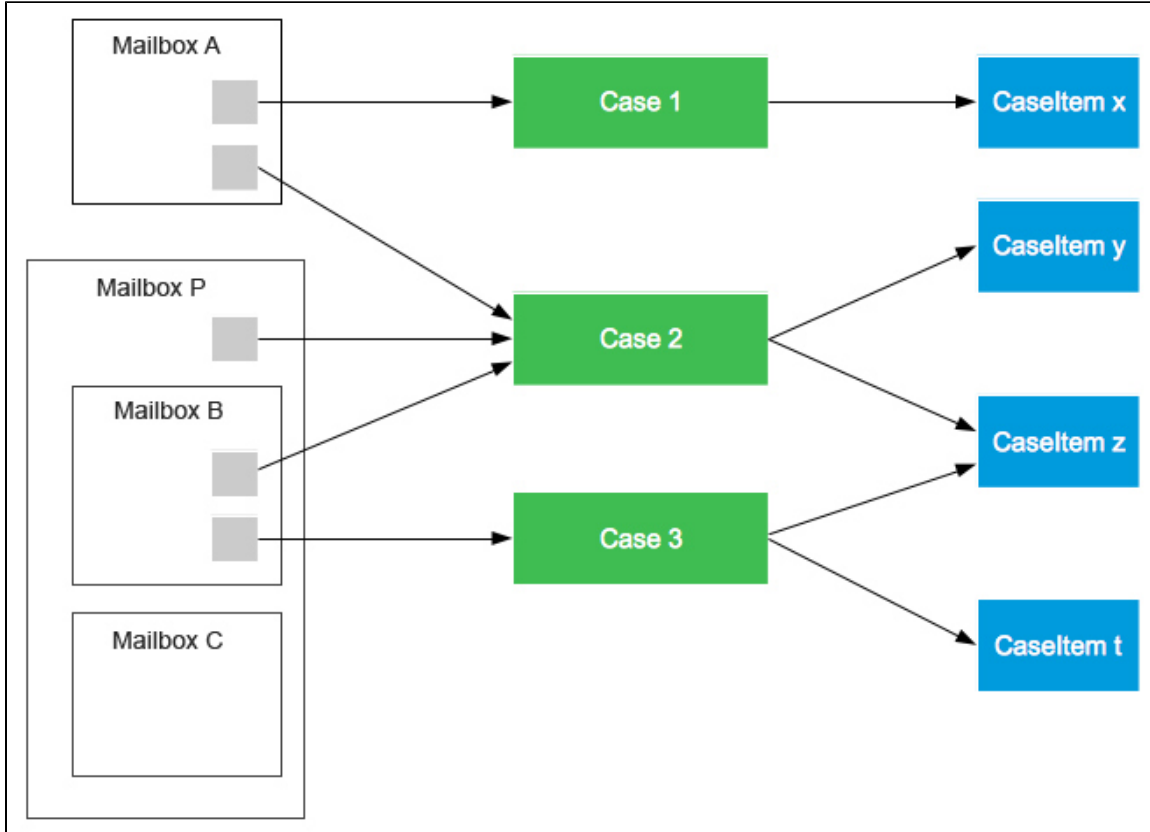 Mailbox A
Case 1
CaseItem x
CaseItem y
Mailbox P
Case 2
Mailbox B
CaseItem z
Case 3
Mailbox C
CaseItem t